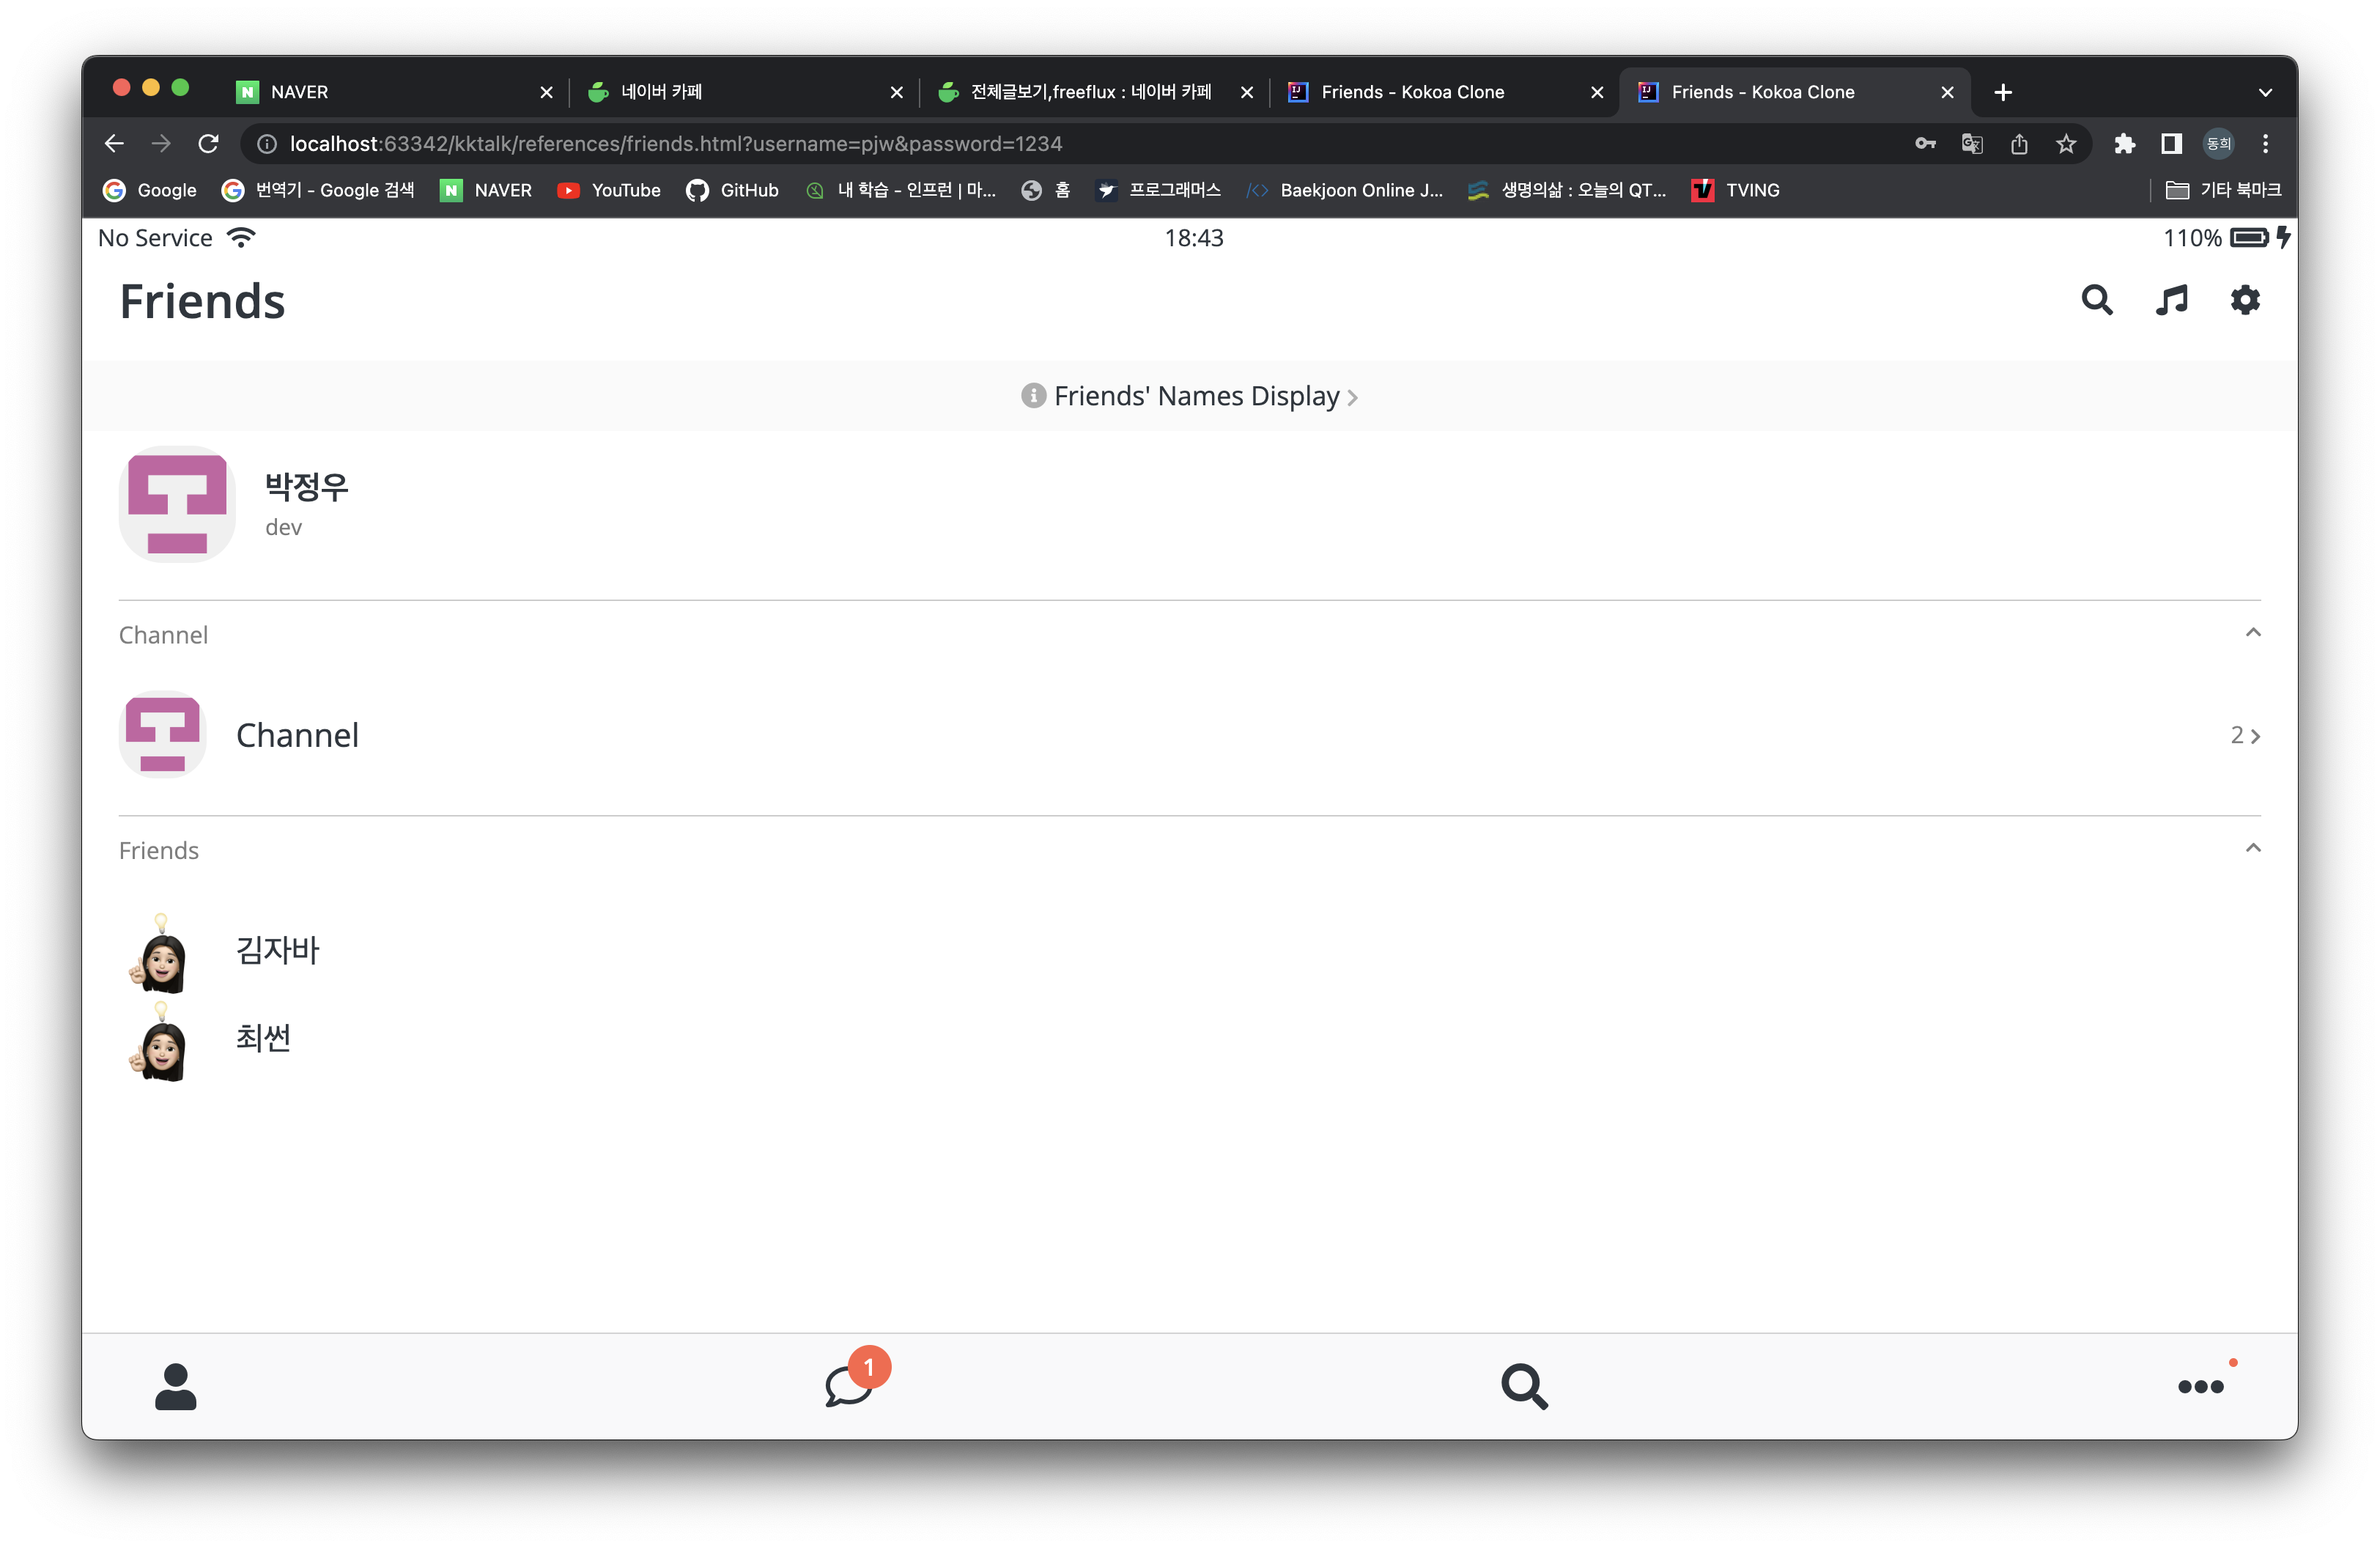 NAVER
네이버 카페
전체글보기,freeflux : 네이버 카페
Friends - Kokoa Clone
Friends - Kokoa Clone
localhost:63342/kktalk/references/friends.html?username=pjw&password=1234
동희
Google
번역기 - Google 검색
NAVER
YouTube
GitHub
내 학습 - 인프런 | 마...
홈
프로그래머스
Baekjoon Online J...
생명의삶 : 오늘의 QT...
TVING
기타 북마크
No Service
18:43
110%
Friends
Friends' Names Display
박정우
dev
Channel
Channel
2
Friends
김자바
최썬
1